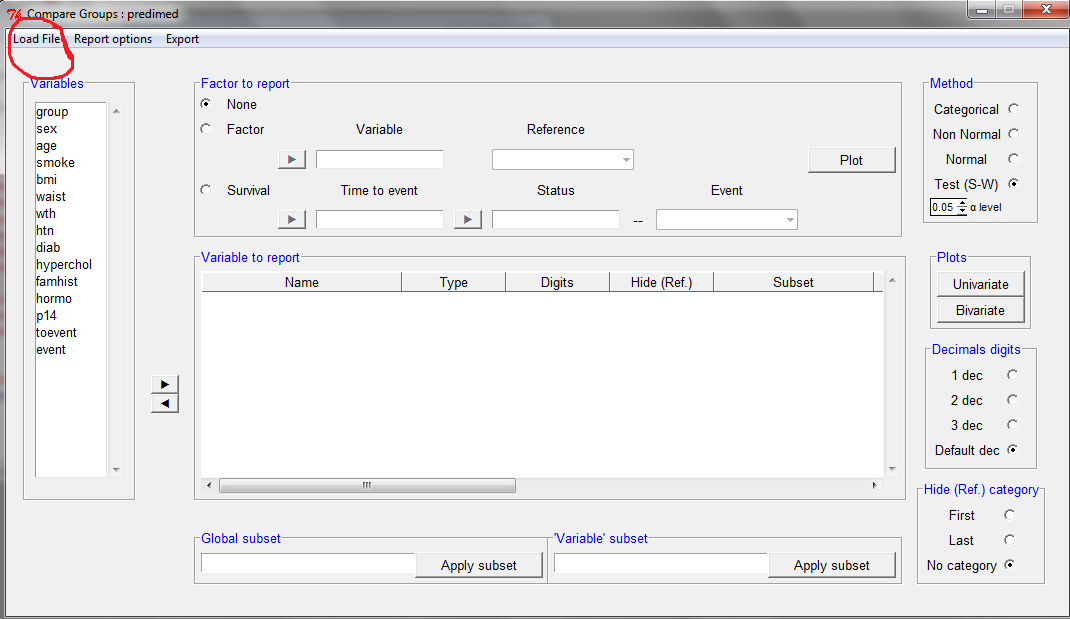 Compare Groups : predimed
Load File Report options Export
Variables
group
sex
age
smoke
bmi
waist
wth
htn
diab
hyperchol
famhist
hormo
p14
toevent
event
Factor to report
None
Factor Variable Reference
Plot
Survival Time to event Status Event
--
Variable to report
Name Type Digits Hide (Ref.) Subset
Global subset
Apply subset
'Variable' subset
Apply subset
Method
Categorical
Non Normal
Normal
Test (S-W)
0.05 α level
Plots
Univariate
Bivariate
Decimals digits
1 dec
2 dec
3 dec
Default dec
Hide (Ref.) category
First
Last
No category